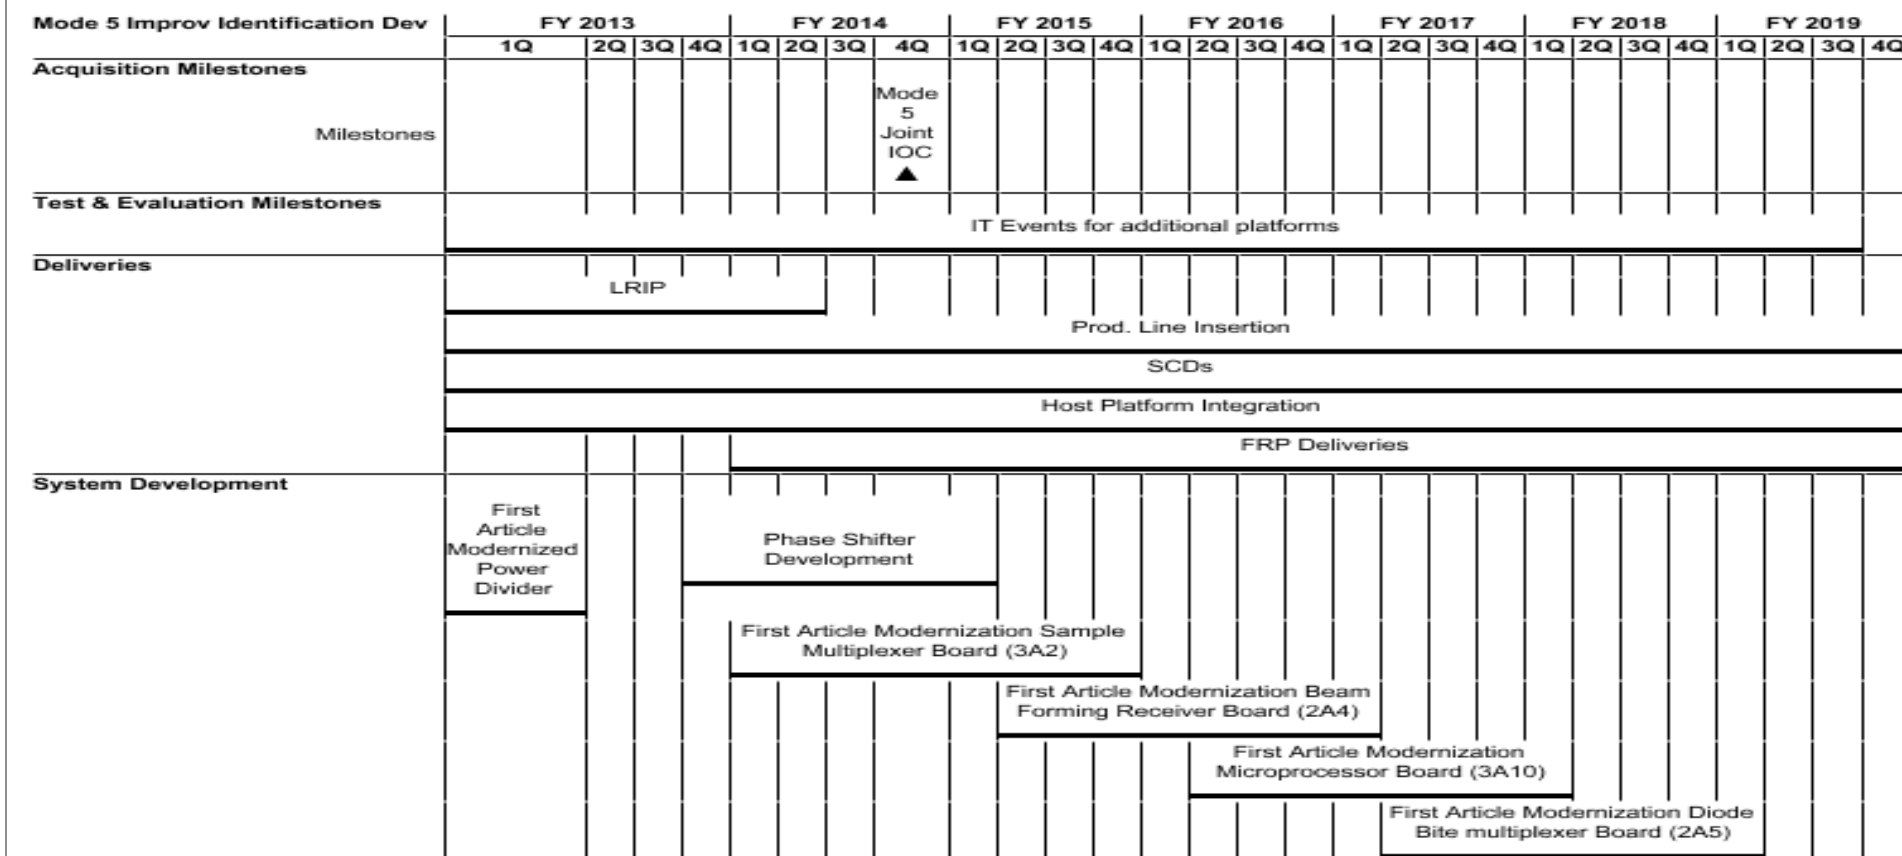 Mode 5 Improv Identification Dev FY 2013 FY 2014 FY 2015 FY 2016 FY 2017 FY 2018 FY 2019
1Q 2Q 3Q 4Q 1Q 2Q 3Q 4Q 1Q 2Q 3Q 4Q 1Q 2Q 3Q 4Q 1Q 2Q 3Q 4Q 1Q 2Q 3Q 4Q 1Q 2Q 3Q 4Q
Acquisition Milestones
Milestones
Mode
5
Joint
IOC
Test & Evaluation Milestones
IT Events for additional platforms
Deliveries
LRIP
Prod. Line Insertion
SCDs
Host Platform Integration
FRP Deliveries
System Development
First
Article
Modernized
Power
Divider
Phase Shifter
Development
First Article Modernization Sample
Multiplexer Board (3A2)
First Article Modernization Beam
Forming Receiver Board (2A4)
First Article Modernization
Microprocessor Board (3A10)
First Article Modernization Diode
Bite multiplexer Board (2A5)